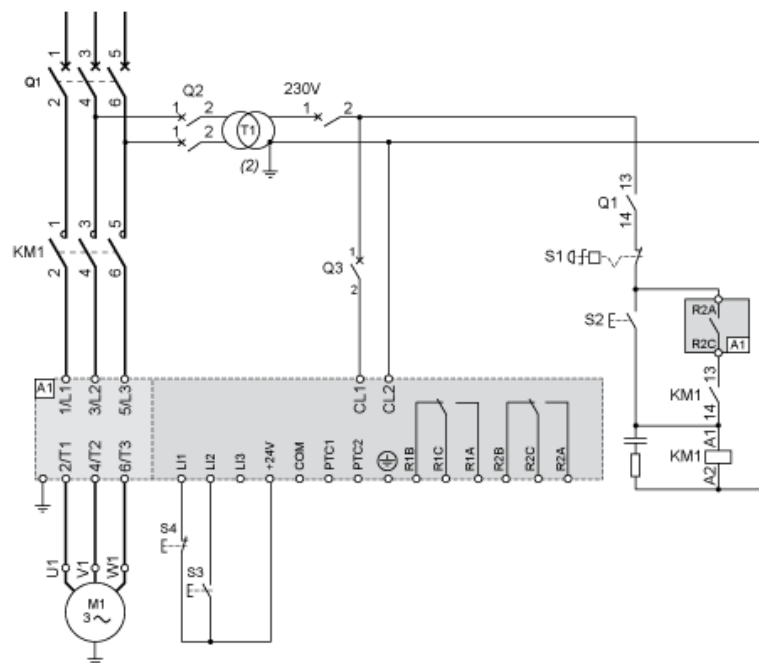 1 3 5
Q1
2 4 6
Q2
1 2
1 2
T1
(2)
230V
1 2
13
Q1
14
1 3 5
KM1
2 4 6
1
Q3
2
S1
S2
R2A
R2C
A1
13
KM1
14
A1
KM1
A2
A1
1/L1 3/L2 5/L3
CL1 CL2
2/T1 4/T2 6/T3
LI1 LI2 LI3 +24V COM PTC1 PTC2 R1B R1C R1A R2B R2C R2A
S4
S3
U1 V1 W1
M1
3 ~